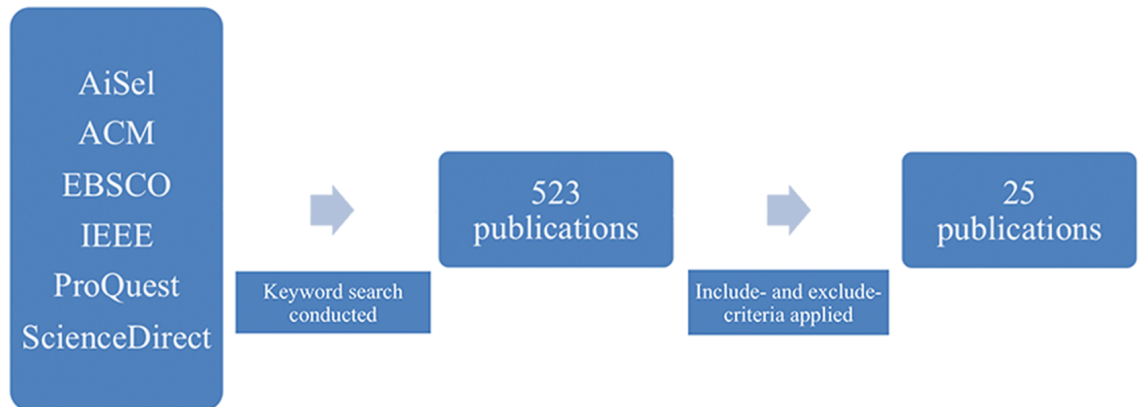 AiSel
ACM
EBSCO
IEEE
ProQuest
ScienceDirect
Keyword search
conducted
523
publications
Include- and exclude-
criteria applied
25
publications